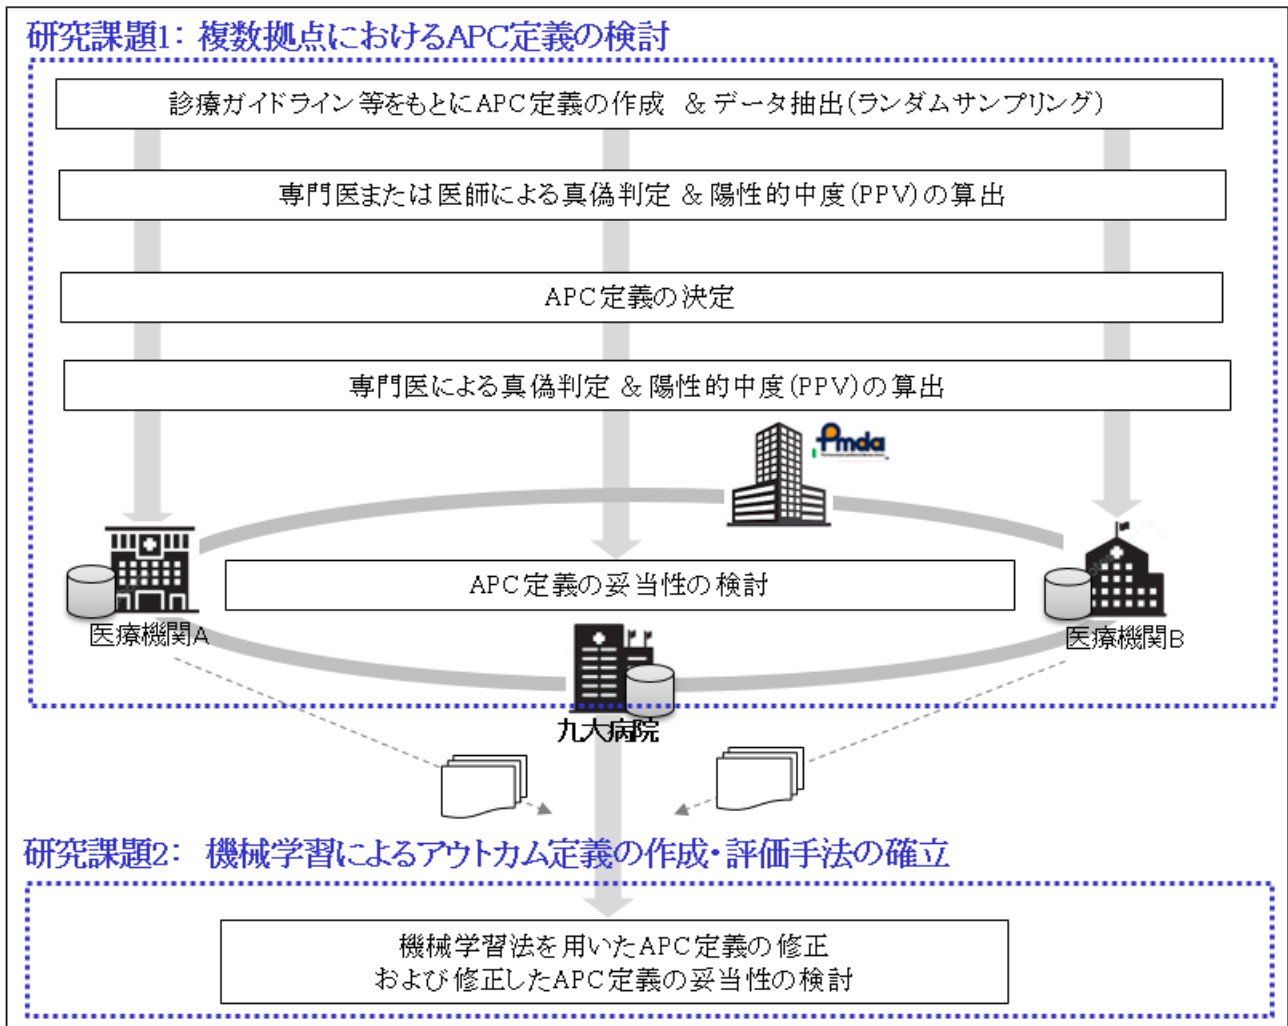 研究課題1: 複数拠点におけるAPC定義の検討
診療ガイドライン等をもとにAPC定義の作成 & データ抽出(ランダムサンプリング)
専門医または医師による真偽判定 & 陽性的中度(PPV)の算出
APC定義の決定
専門医による真偽判定 & 陽性的中度(PPV)の算出
Pmda
APC定義の妥当性の検討
医療機関A
医療機関B
九大病院
研究課題2: 機械学習によるアウトカム定義の作成・評価手法の確立
機械学習法を用いたAPC定義の修正
および修正したAPC定義の妥当性の検討